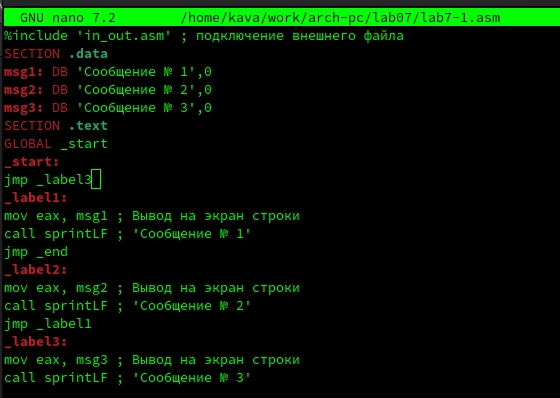 GNU nano 7.2 /home/kava/work/arch-pc/lab07/lab7-1.asm
%include 'in_out.asm' ; подключение внешнего файла
SECTION .data
msg1: DB 'Сообщение № 1',0
msg2: DB 'Сообщение № 2',0
msg3: DB 'Сообщение № 3',0
SECTION .text
GLOBAL _start
_start:
jmp _label3
_label1:
mov eax, msg1 ; Вывод на экран строки
call sprintLF ; 'Сообщение № 1'
jmp _end
_label2:
mov eax, msg2 ; Вывод на экран строки
call sprintLF ; 'Сообщение № 2'
jmp _label1
_label3:
mov eax, msg3 ; Вывод на экран строки
call sprintLF ; 'Сообщение № 3'